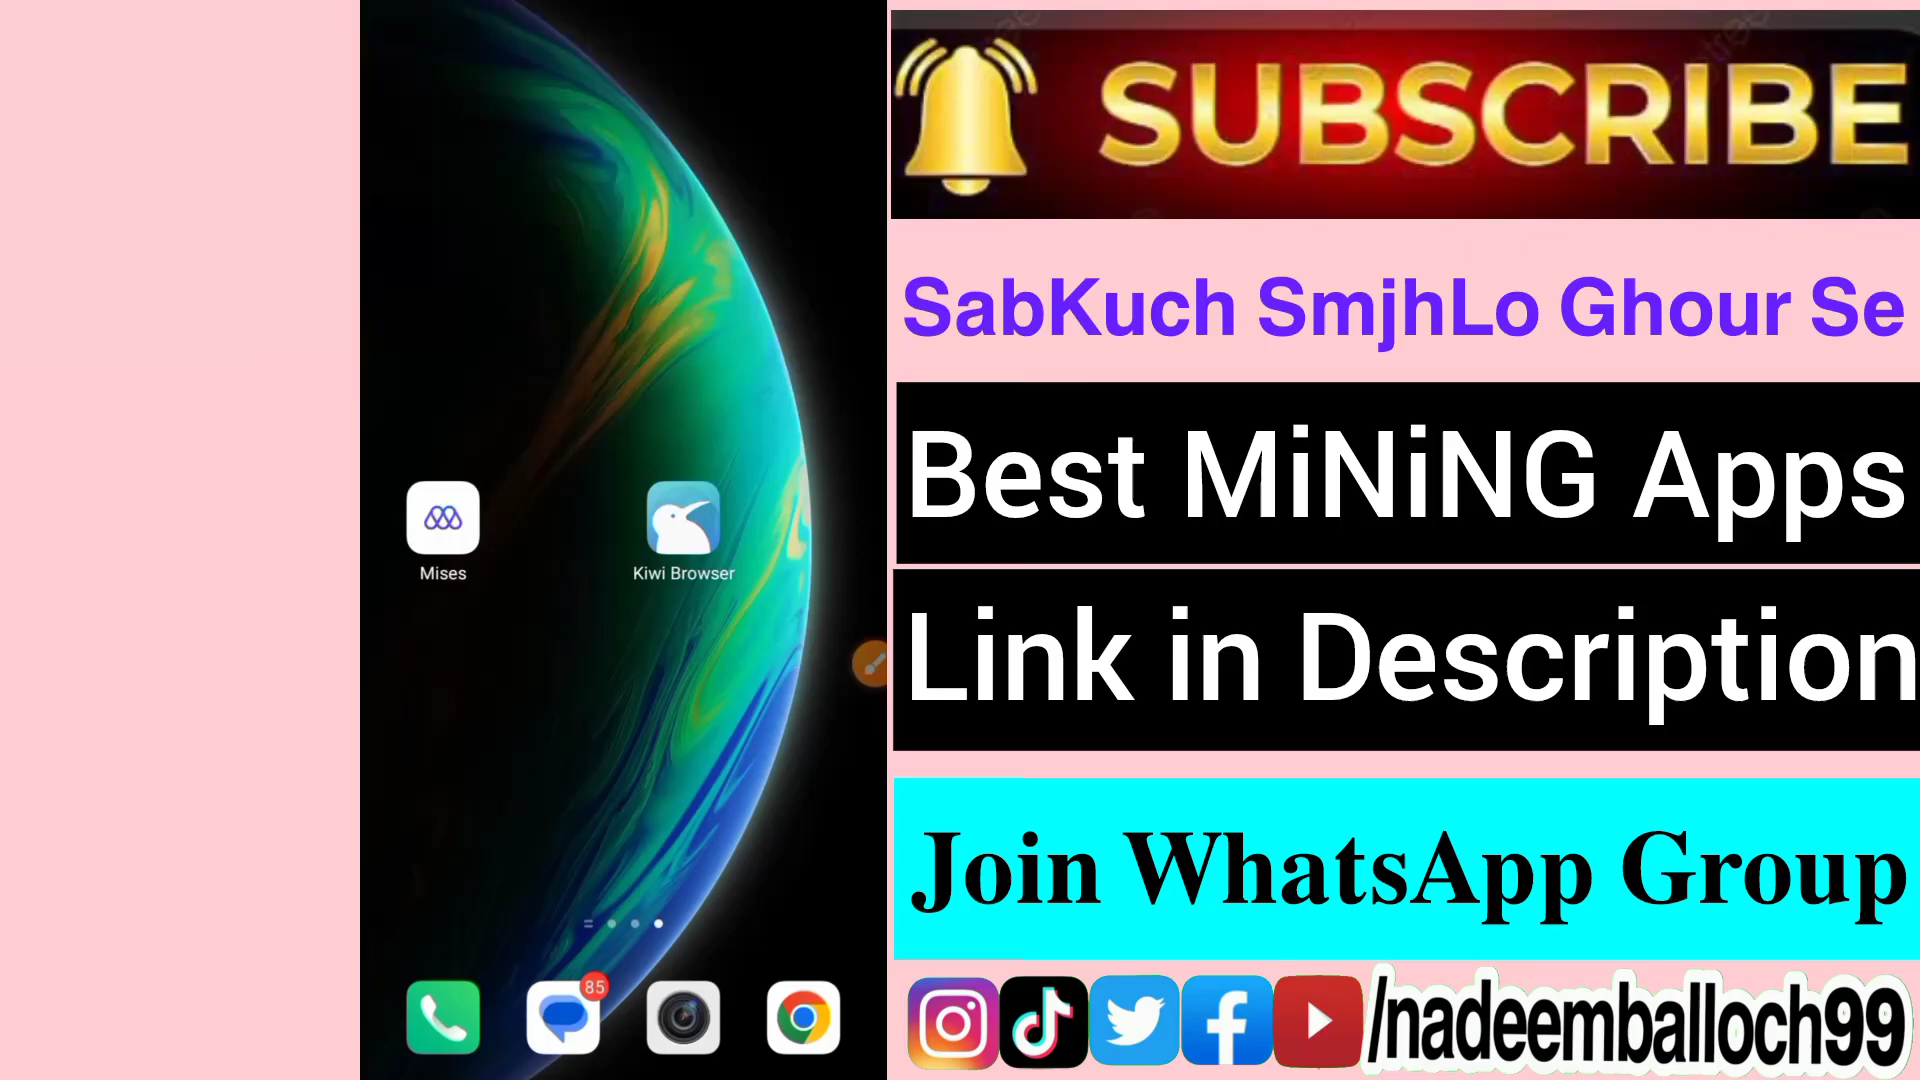 SUBSCRIBE
SabKuch SmjhLo Ghour Se
Best MiNiNG Apps
Link in Description
Join WhatsApp Group
/nadeemballoch99
Mises
Kiwi Browser
85